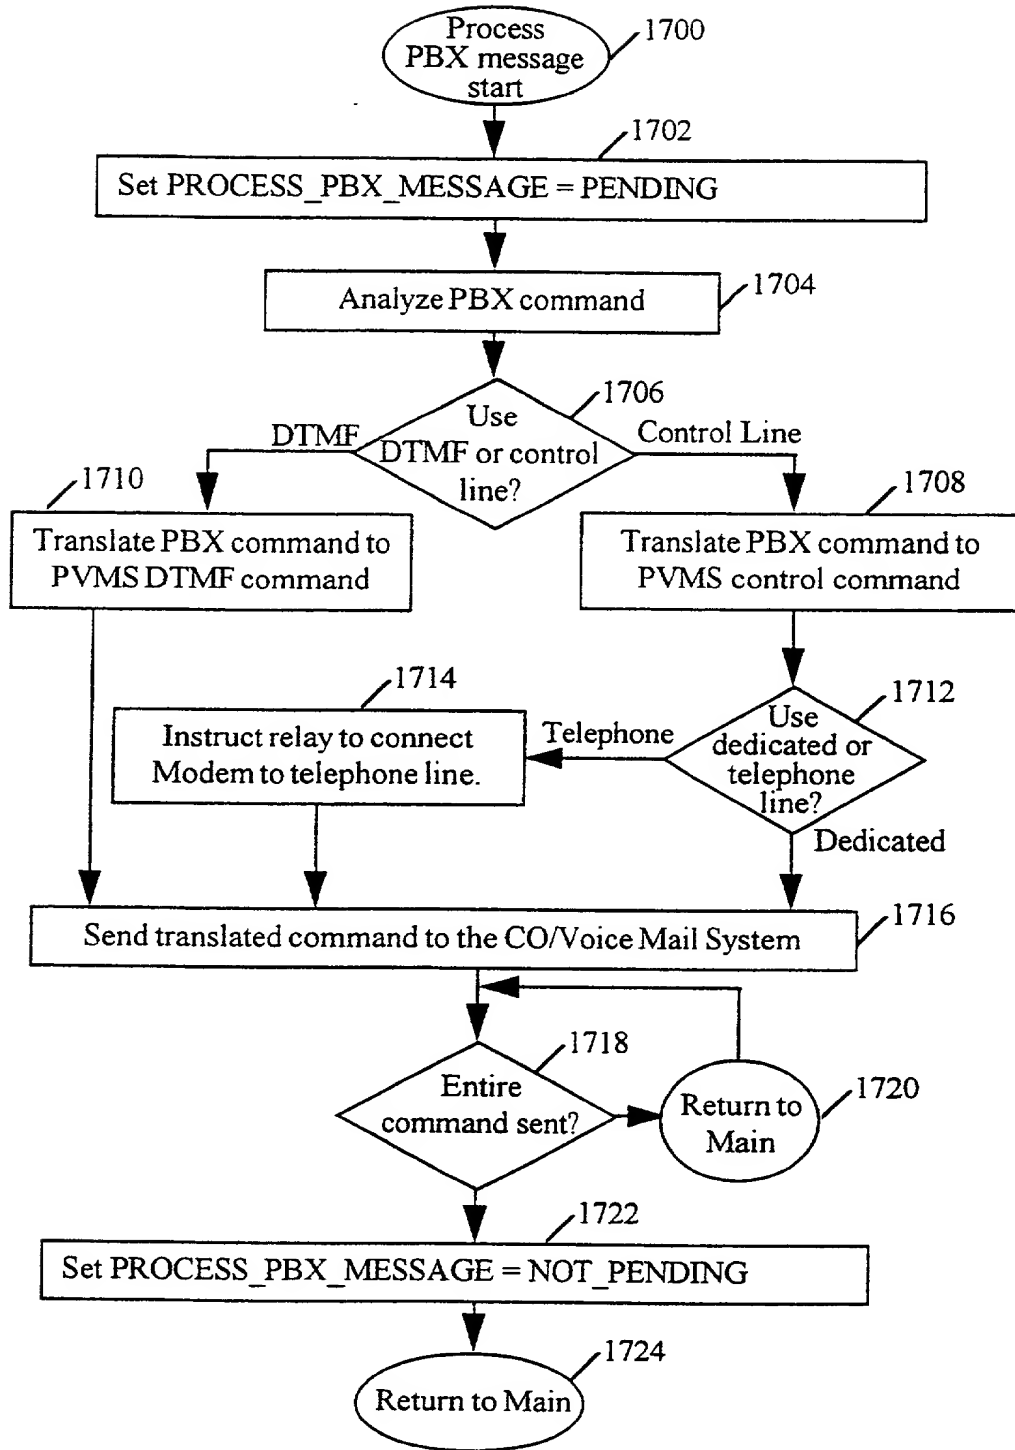 Process
PBX message
start
1700
1702
Set PROCESS_PBX_MESSAGE = PENDING
1704
Analyze PBX command
1706
Use
DTMF or control
line?
DTMF
Control Line
1710
Translate PBX command to
PVMS DTMF command
1708
Translate PBX command to
PVMS control command
1714
Instruct relay to connect
Modem to telephone line.
Telephone
1712
Use
dedicated or
telephone
line?
Dedicated
1716
Send translated command to the CO/Voice Mail System
1718
Entire
command sent?
1720
Return to
Main
1722
Set PROCESS_PBX_MESSAGE = NOT_PENDING
1724
Return to Main